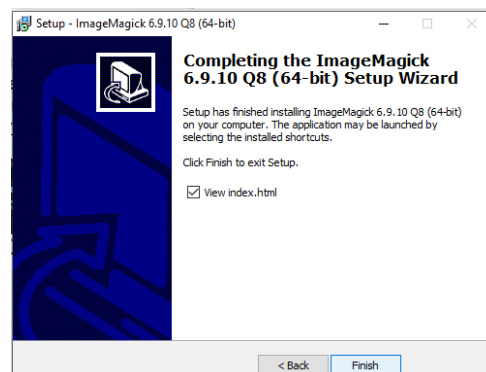 Setup - ImageMagick 6.9.10 Q8 (64-bit)
Completing the ImageMagick
6.9.10 Q8 (64-bit) Setup Wizard
Setup has finished installing ImageMagick 6.9.10 Q8 (64-bit)
on your computer. The application may be launched by
selecting the installed shortcuts.
Click Finish to exit Setup.
View index.html
< Back
Finish